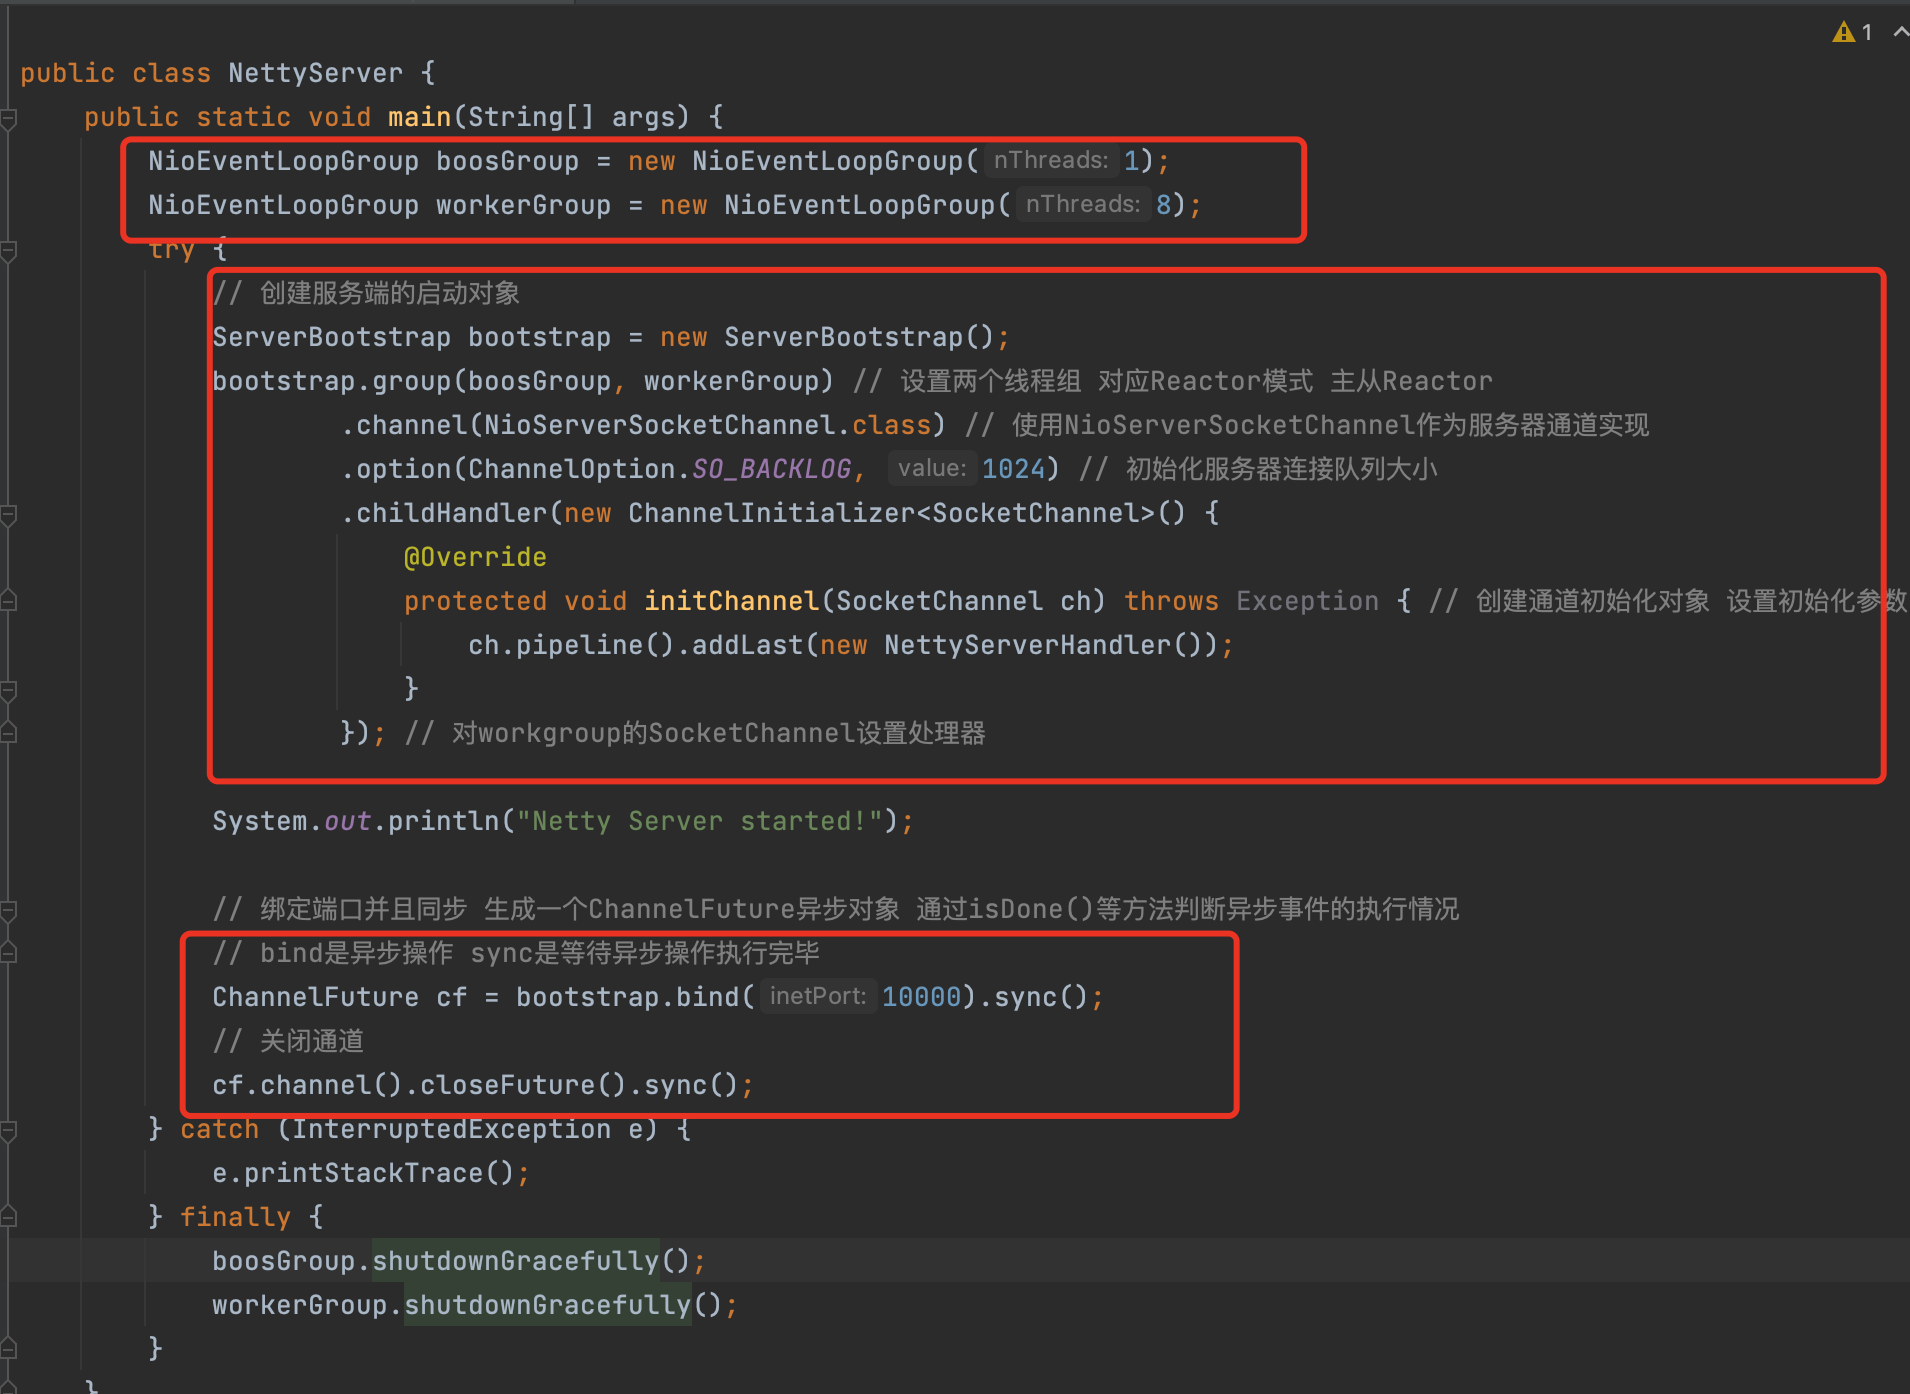 1
public class NettyServer {
public static void main(String[] args) {
NioEventLoopGroup boosGroup = new NioEventLoopGroup( nThreads: 1);
NioEventLoopGroup workerGroup = new NioEventLoopGroup( nThreads: 8);
try {
// 创建服务端的启动对象
ServerBootstrap bootstrap = new ServerBootstrap();
bootstrap.group(boosGroup, workerGroup) // 设置两个线程组 对应Reactor模式 主从Reactor
.channel(NioServerSocketChannel.class) // 使用NioServerSocketChannel作为服务器通道实现
.option(ChannelOption.SO_BACKLOG, value: 1024) // 初始化服务器连接队列大小
.childHandler(new ChannelInitializer<SocketChannel>() {
@Override
protected void initChannel(SocketChannel ch) throws Exception { // 创建通道初始化对象 设置初始化参数
ch.pipeline().addLast(new NettyServerHandler());
}
}); // 对workgroup的SocketChannel设置处理器
System.out.println("Netty Server started!");
// 绑定端口并且同步 生成一个ChannelFuture异步对象 通过isDone()等方法判断异步事件的执行情况
// bind是异步操作 sync是等待异步操作执行完毕
ChannelFuture cf = bootstrap.bind( inetPort: 10000).sync();
// 关闭通道
cf.channel().closeFuture().sync();
} catch (InterruptedException e) {
e.printStackTrace();
} finally {
boosGroup.shutdownGracefully();
workerGroup.shutdownGracefully();
}
}